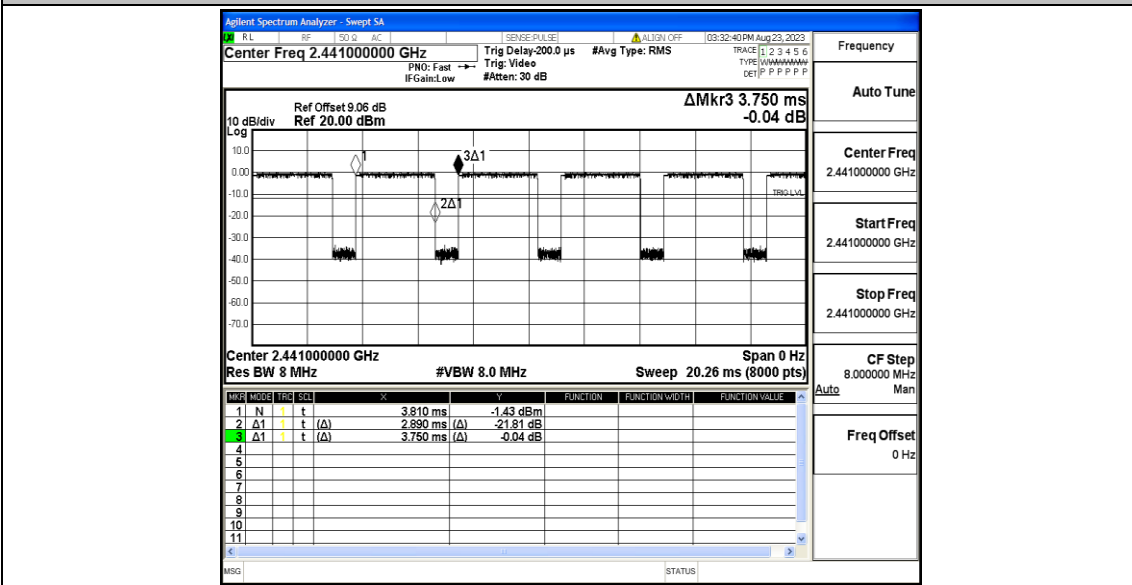 Agilent Spectrum Analyzer - Swept SA
RL RF 50 Ω AC SENSE:PULSE ALIGN OFF 03:32:40 PM Aug 23, 2023
Center Freq 2.441000000 GHz
PNO: Fast
IFGain:Low
Trig Delay-200.0 µs
Trig: Video
#Atten: 30 dB
#Avg Type: RMS
TRACE 1 2 3 4 5 6
TYPE WWWWWW
DET P P P P P P
Frequency
ΔMkr3 3.750 ms
-0.04 dB
Ref Offset 9.06 dB
10 dB/div Ref 20.00 dBm
Log
10.0
0.00
-10.0
-20.0
-30.0
-40.0
-50.0
-60.0
-70.0
1
3Δ1
2Δ1
TRIG LVL
Center 2.441000000 GHz Span 0 Hz
Res BW 8 MHz #VBW 8.0 MHz Sweep 20.26 ms (8000 pts)
MKR MODE TRC SCL X Y FUNCTION FUNCTION WIDTH FUNCTION VALUE
1 N 1 t 3.810 ms -1.43 dBm
2 Δ1 1 t (Δ) 2.890 ms (Δ) -21.81 dB
3 Δ1 1 t (Δ) 3.750 ms (Δ) -0.04 dB
4
5
6
7
8
9
10
11
Auto Tune
Center Freq
2.441000000 GHz
Start Freq
2.441000000 GHz
Stop Freq
2.441000000 GHz
CF Step
8.000000 MHz
Auto Man
Freq Offset
0 Hz
MSG STATUS